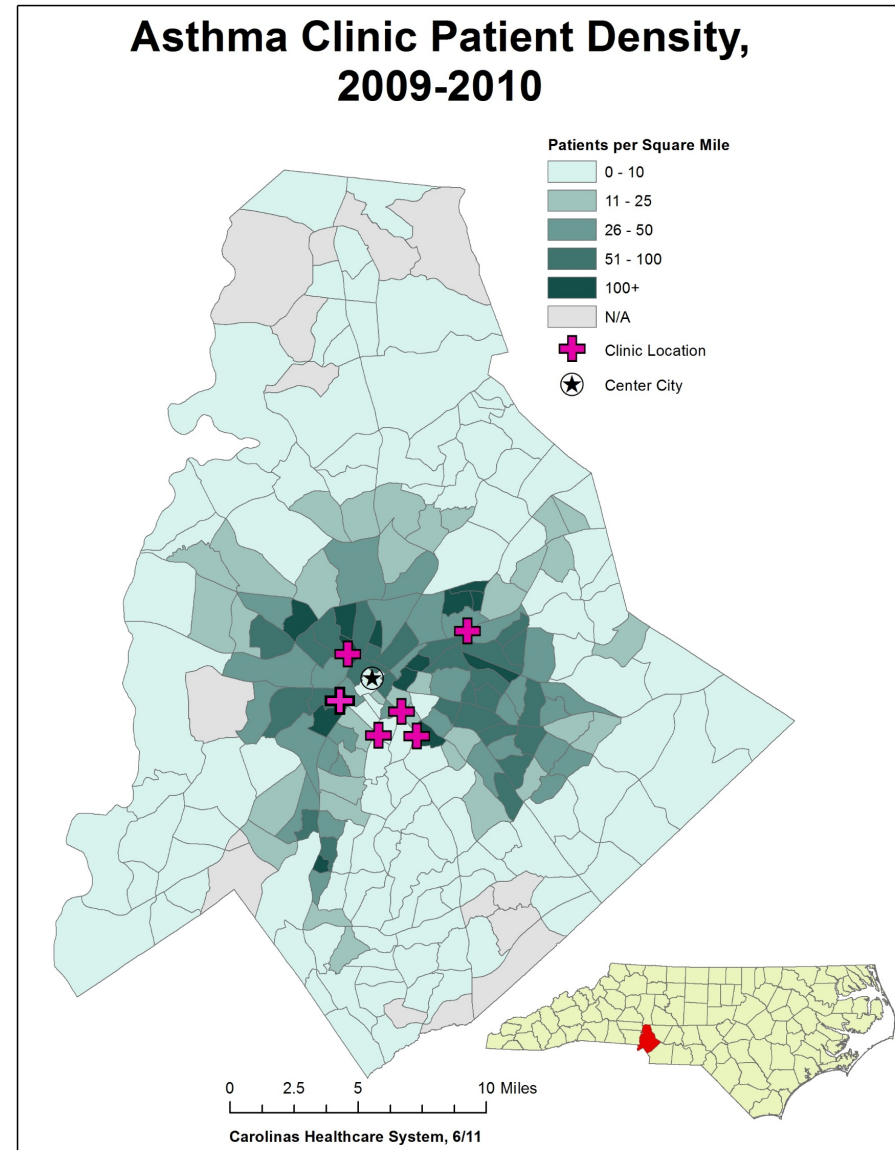 Asthma Clinic Patient Density,
2009-2010
Patients per Square Mile
0 - 10
11 - 25
26 - 50
51 - 100
100+
N/A
Clinic Location
Center City
0 2.5 5 10 Miles
Carolinas Healthcare System, 6/11